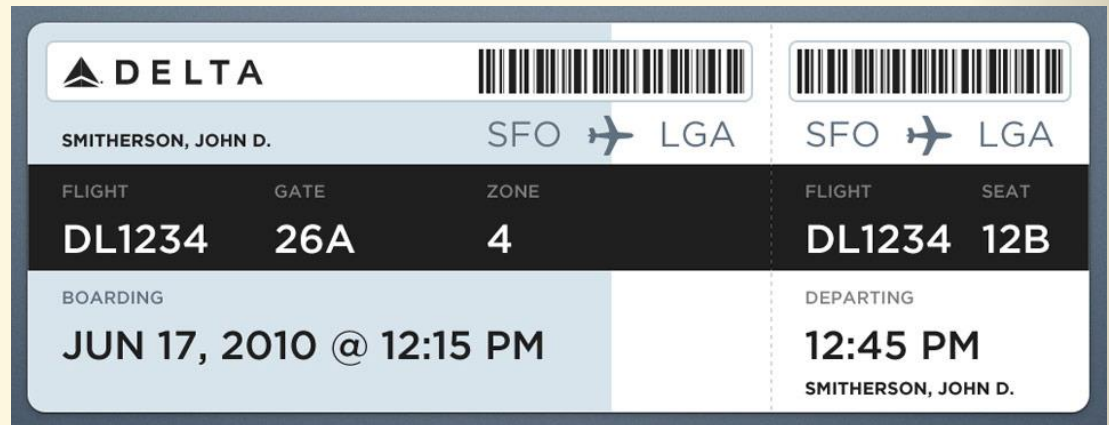 DELTA
SMITHERSON, JOHN D.
SFO LGA
FLIGHT GATE ZONE
DL1234 26A 4
BOARDING
JUN 17, 2010 @ 12:15 PM
SFO LGA
FLIGHT SEAT
DL1234 12B
DEPARTING
12:45 PM
SMITHERSON, JOHN D.